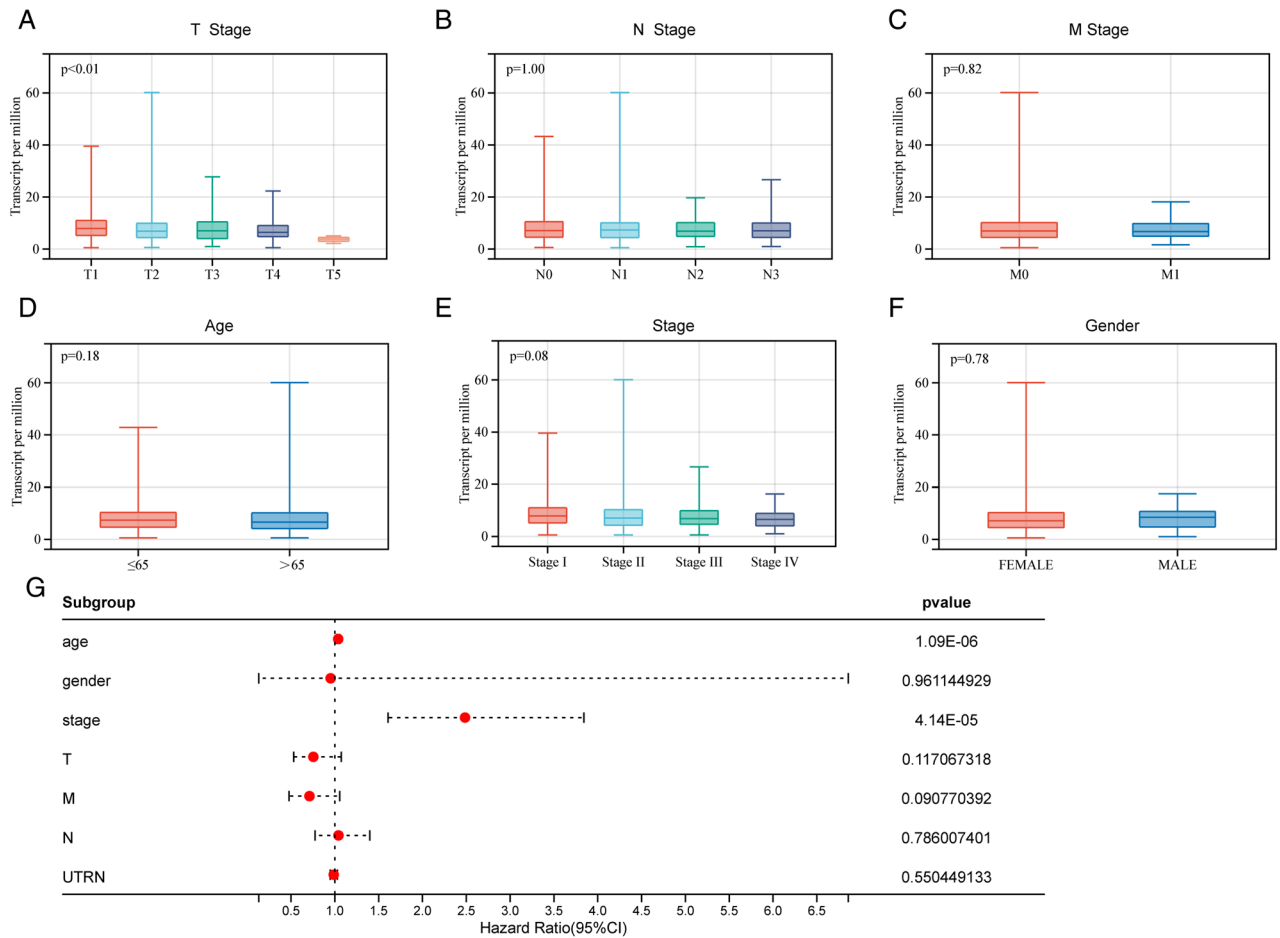 A
T Stage
p<0.01
Transcript per million
60
40
20
0
T1 T2 T3 T4 T5
B
N Stage
p=1.00
Transcript per million
60
40
20
0
N0 N1 N2 N3
C
M Stage
p=0.82
Transcript per million
60
40
20
0
M0 M1
D
Age
p=0.18
Transcript per million
60
40
20
0
≤65 >65
E
Stage
p=0.08
Transcript per million
60
40
20
0
Stage I Stage II Stage III Stage IV
F
Gender
p=0.78
Transcript per million
60
40
20
0
FEMALE MALE
G
Subgroup pvalue
age 1.09E-06
gender 0.961144929
stage 4.14E-05
T 0.117067318
M 0.090770392
N 0.786007401
UTRN 0.550449133
0.5 1.0 1.5 2.0 2.5 3.0 3.5 4.0 4.5 5.0 5.5 6.0 6.5
Hazard Ratio(95%CI)